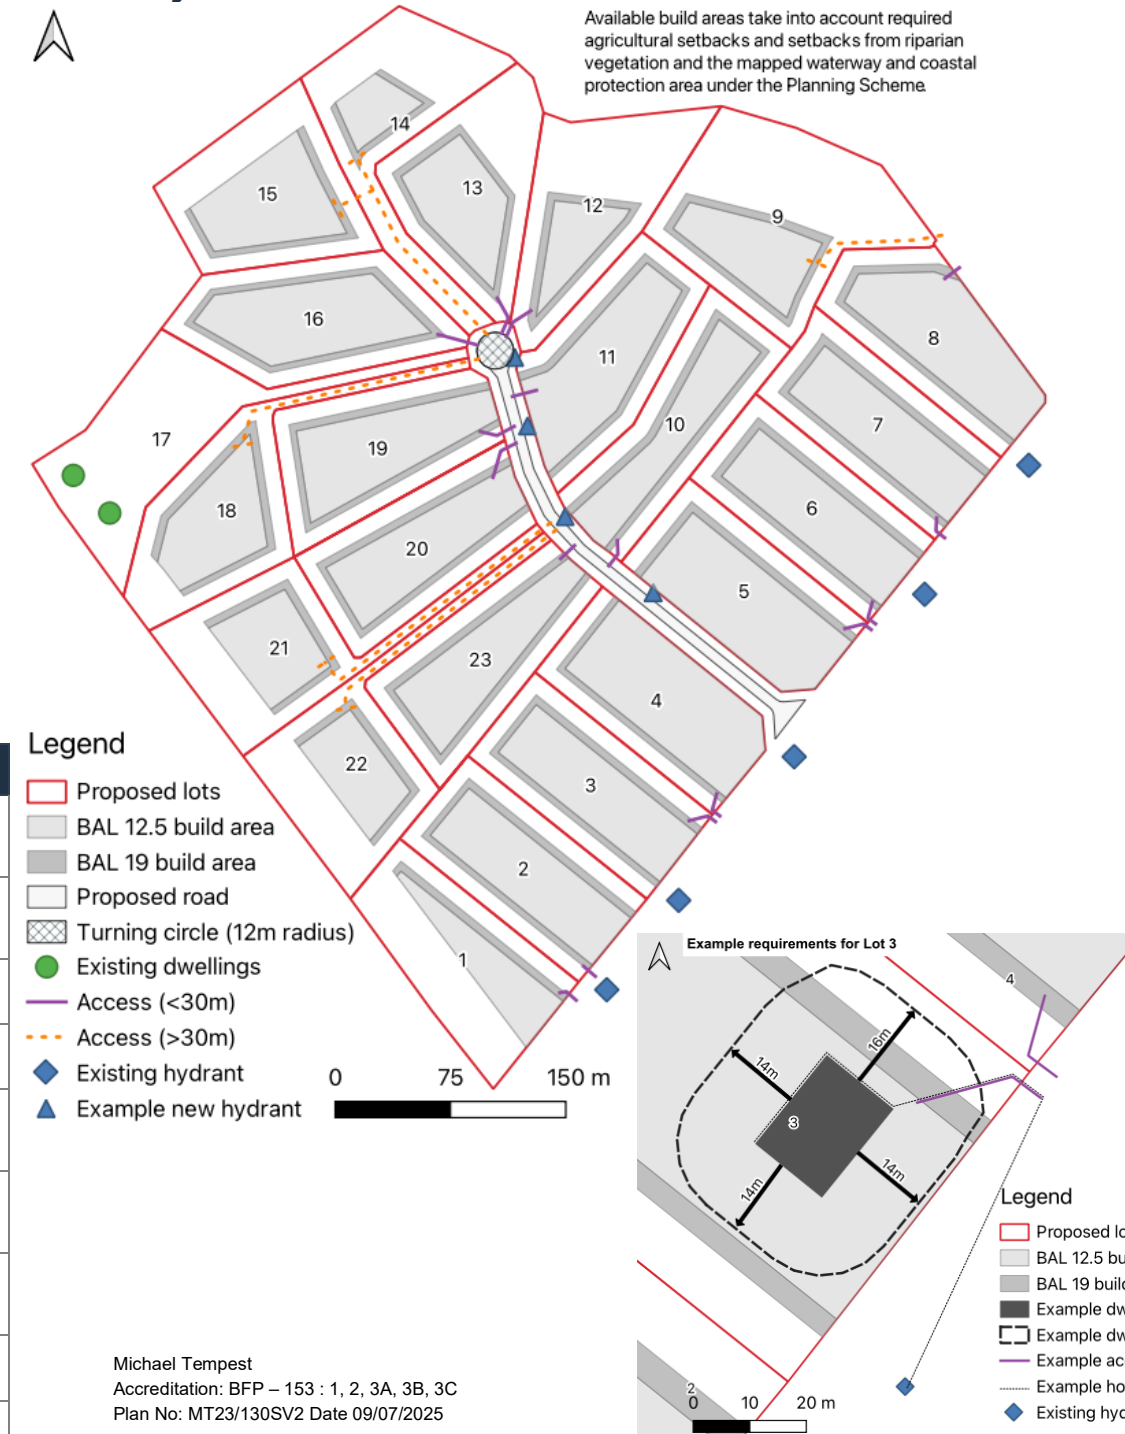 Available build areas take into account required
agricultural setbacks and setbacks from riparian
vegetation and the mapped waterway and coastal
protection area under the Planning Scheme.
14
15
13
12
9
16
8
11
7
10
17
19
18
6
20
5
21
23
4
22
3
2
1
Legend
Proposed lots
BAL 12.5 build area
BAL 19 build area
Proposed road
Turning circle (12m radius)
Existing dwellings
Access (<30m)
Access (>30m)
Existing hydrant
Example new hydrant
0 75 150 m
Example requirements for Lot 3
4
16m
14m
3
14m
14m
2
0 10 20 m
Legend
Proposed lo
BAL 12.5 bu
BAL 19 build
Example dw
Example dw
Example acc
Example ho
Existing hyd
Michael Tempest
Accreditation: BFP – 153 : 1, 2, 3A, 3B, 3C
Plan No: MT23/130SV2 Date 09/07/2025